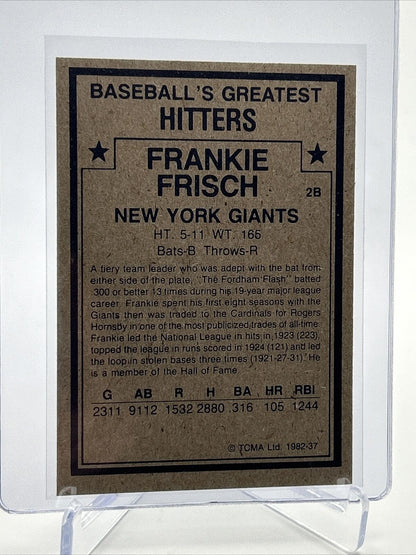 BASEBALL'S GREATEST
HITTERS
FRANKIE
FRISCH
2B
NEW YORK GIANTS
HT. 5-11 WT. 165
Bats-B Throws-R
A fiery team leader who was adept with the bat from
either side of the plate, "The Fordham Flash" batted
.300 or better 13 times during his 19-year major league
career. Frankie spent his first eight seasons with the
Giants then was traded to the Cardinals for Rogers
Hornsby in one of the most publicized trades of all-time.
Frankie led the National League in hits in 1923 (223),
topped the league in runs scored in 1924 (121) and led
the loop in stolen bases three times (1921-27-31). He
is a member of the Hall of Fame.
G AB R H BA HR RBI
2311 9112 1532 2880 .316 105 1244
© TCMA Ltd. 1982-37